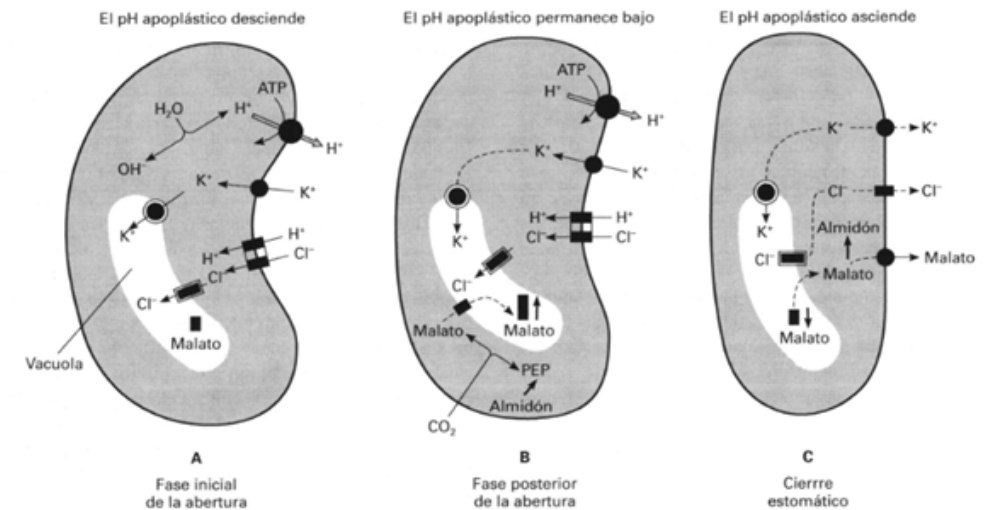 El pH apoplástico desciende
ATP
H₂O
H⁺
H⁺
OH⁻
K⁺
K⁺
K⁺
H⁺
H⁺
Cl⁻
Cl⁻
Cl⁻
Malato
Vacuola
A
Fase inicial
de la abertura
El pH apoplástico permanece bajo
ATP
H⁺
H⁺
K⁺
K⁺
K⁺
H⁺
H⁺
Cl⁻
Cl⁻
Cl⁻
Malato
Malato
PEP
Almidón
CO₂
B
Fase posterior
de la abertura
El pH apoplástico asciende
K⁺
K⁺
K⁺
Cl⁻
Cl⁻
Almidón
Cl⁻
Malato
Malato
Malato
C
Cierrre
estomático